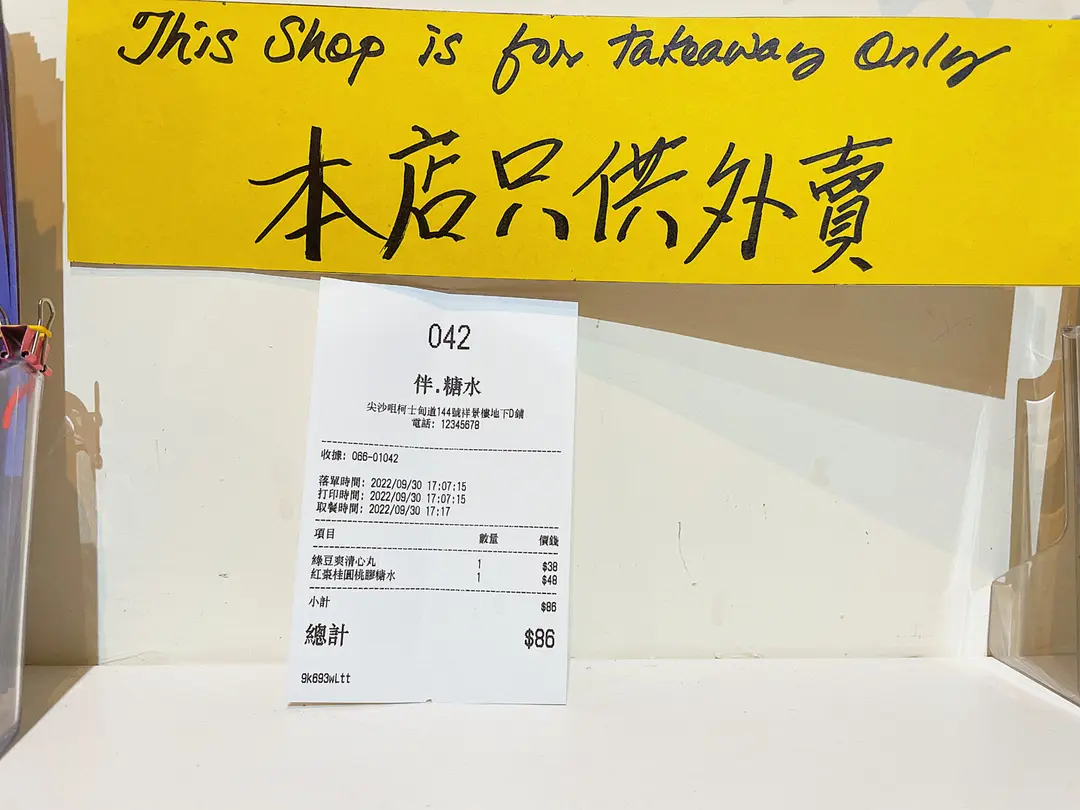 This Shop is for takeaway Only
本店只供外賣
042
伴.糖水
尖沙咀柯士甸道144號祥景樓地下D鋪
電話: 12345678
收據: 066-01042
落單時間: 2022/09/30 17:07:15
打印時間: 2022/09/30 17:07:15
取餐時間: 2022/09/30 17:17
項目 數量 價錢
綠豆爽清心丸 1 $38
紅棗桂圓桃膠糖水 1 $48
小計 $86
總計 $86
9k693wLtt